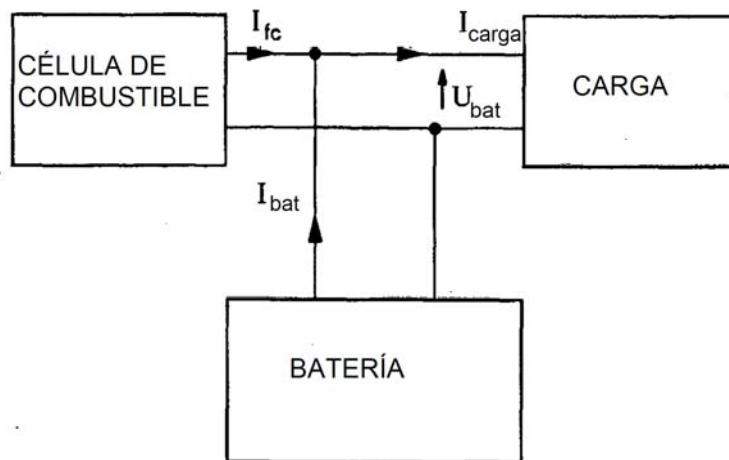 I_fc
I_carga
CÉLULA DE
COMBUSTIBLE
CARGA
U_bat
I_bat
BATERÍA